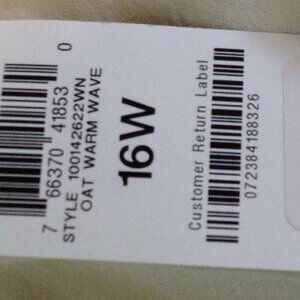 7 66370 41853 0
STYLE 100142622WN
OAT WARM WAVE
16W
Customer Return Label
072384188326